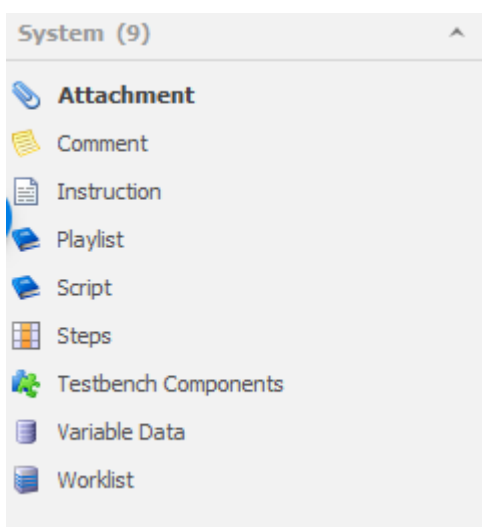 System (9)
Attachment
Comment
Instruction
Playlist
Script
Steps
Testbench Components
Variable Data
Worklist